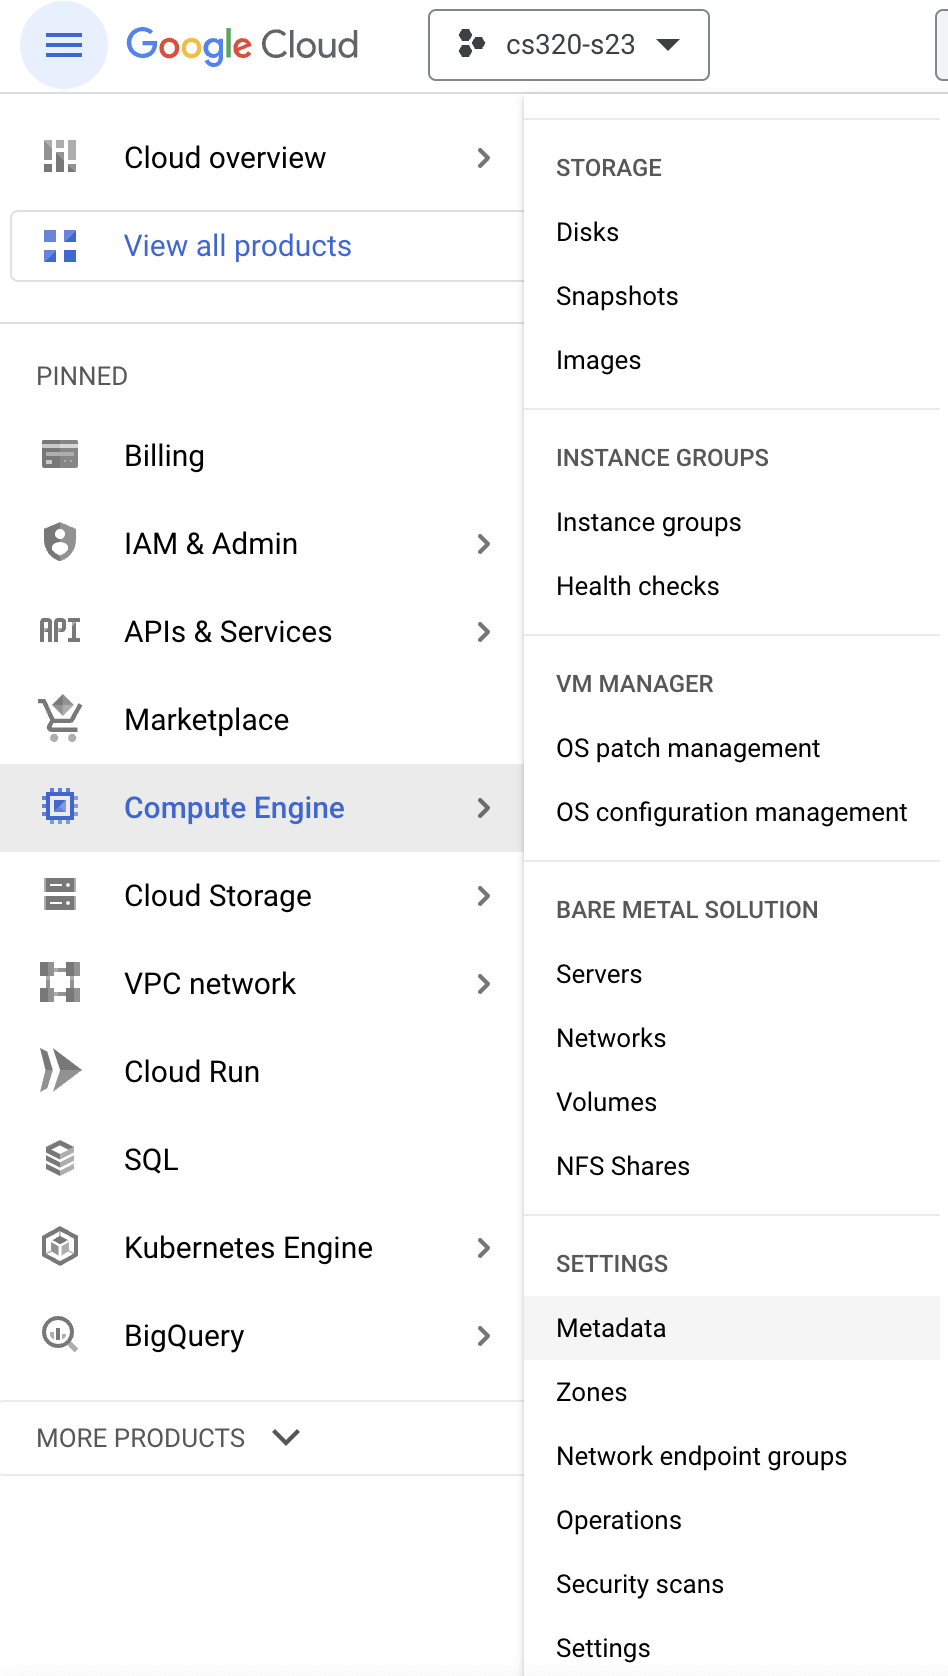 Google Cloud
cs320-s23
Cloud overview
View all products
PINNED
Billing
IAM & Admin
API
APIs & Services
Marketplace
Compute Engine
Cloud Storage
VPC network
Cloud Run
SQL
Kubernetes Engine
BigQuery
MORE PRODUCTS
STORAGE
Disks
Snapshots
Images
INSTANCE GROUPS
Instance groups
Health checks
VM MANAGER
OS patch management
OS configuration management
BARE METAL SOLUTION
Servers
Networks
Volumes
NFS Shares
SETTINGS
Metadata
Zones
Network endpoint groups
Operations
Security scans
Settings